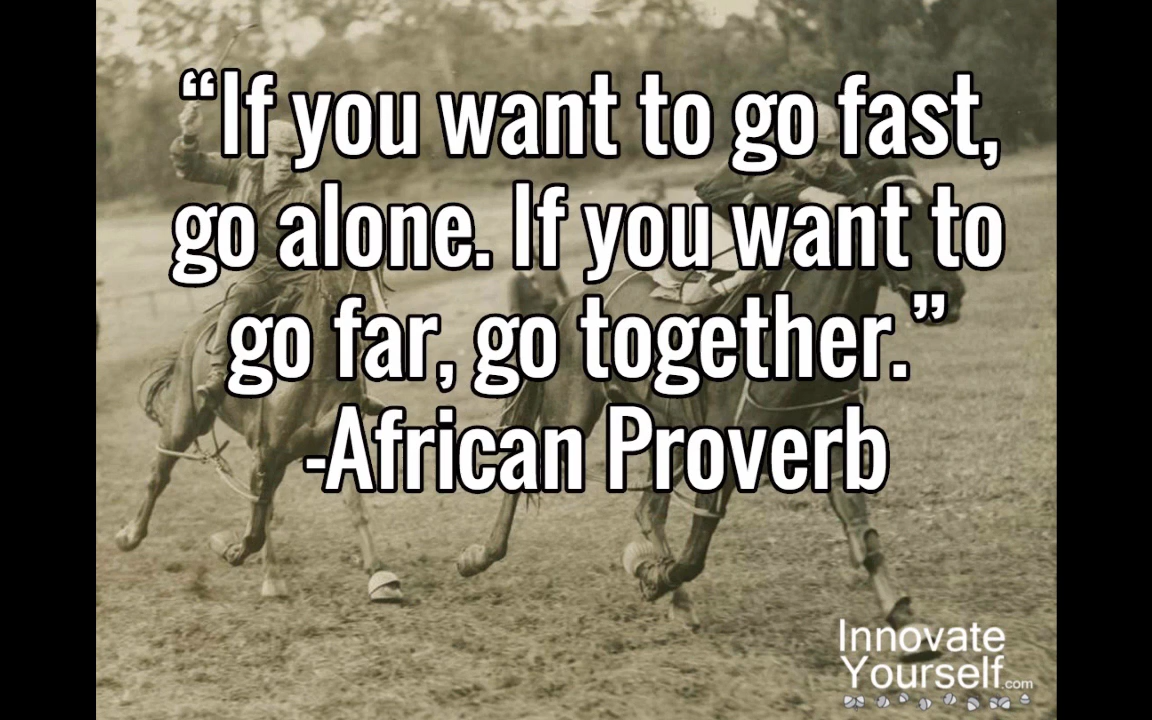 “If you want to go fast,
go alone. If you want to
go far, go together.”
-African Proverb
Innovate
Yourself.com